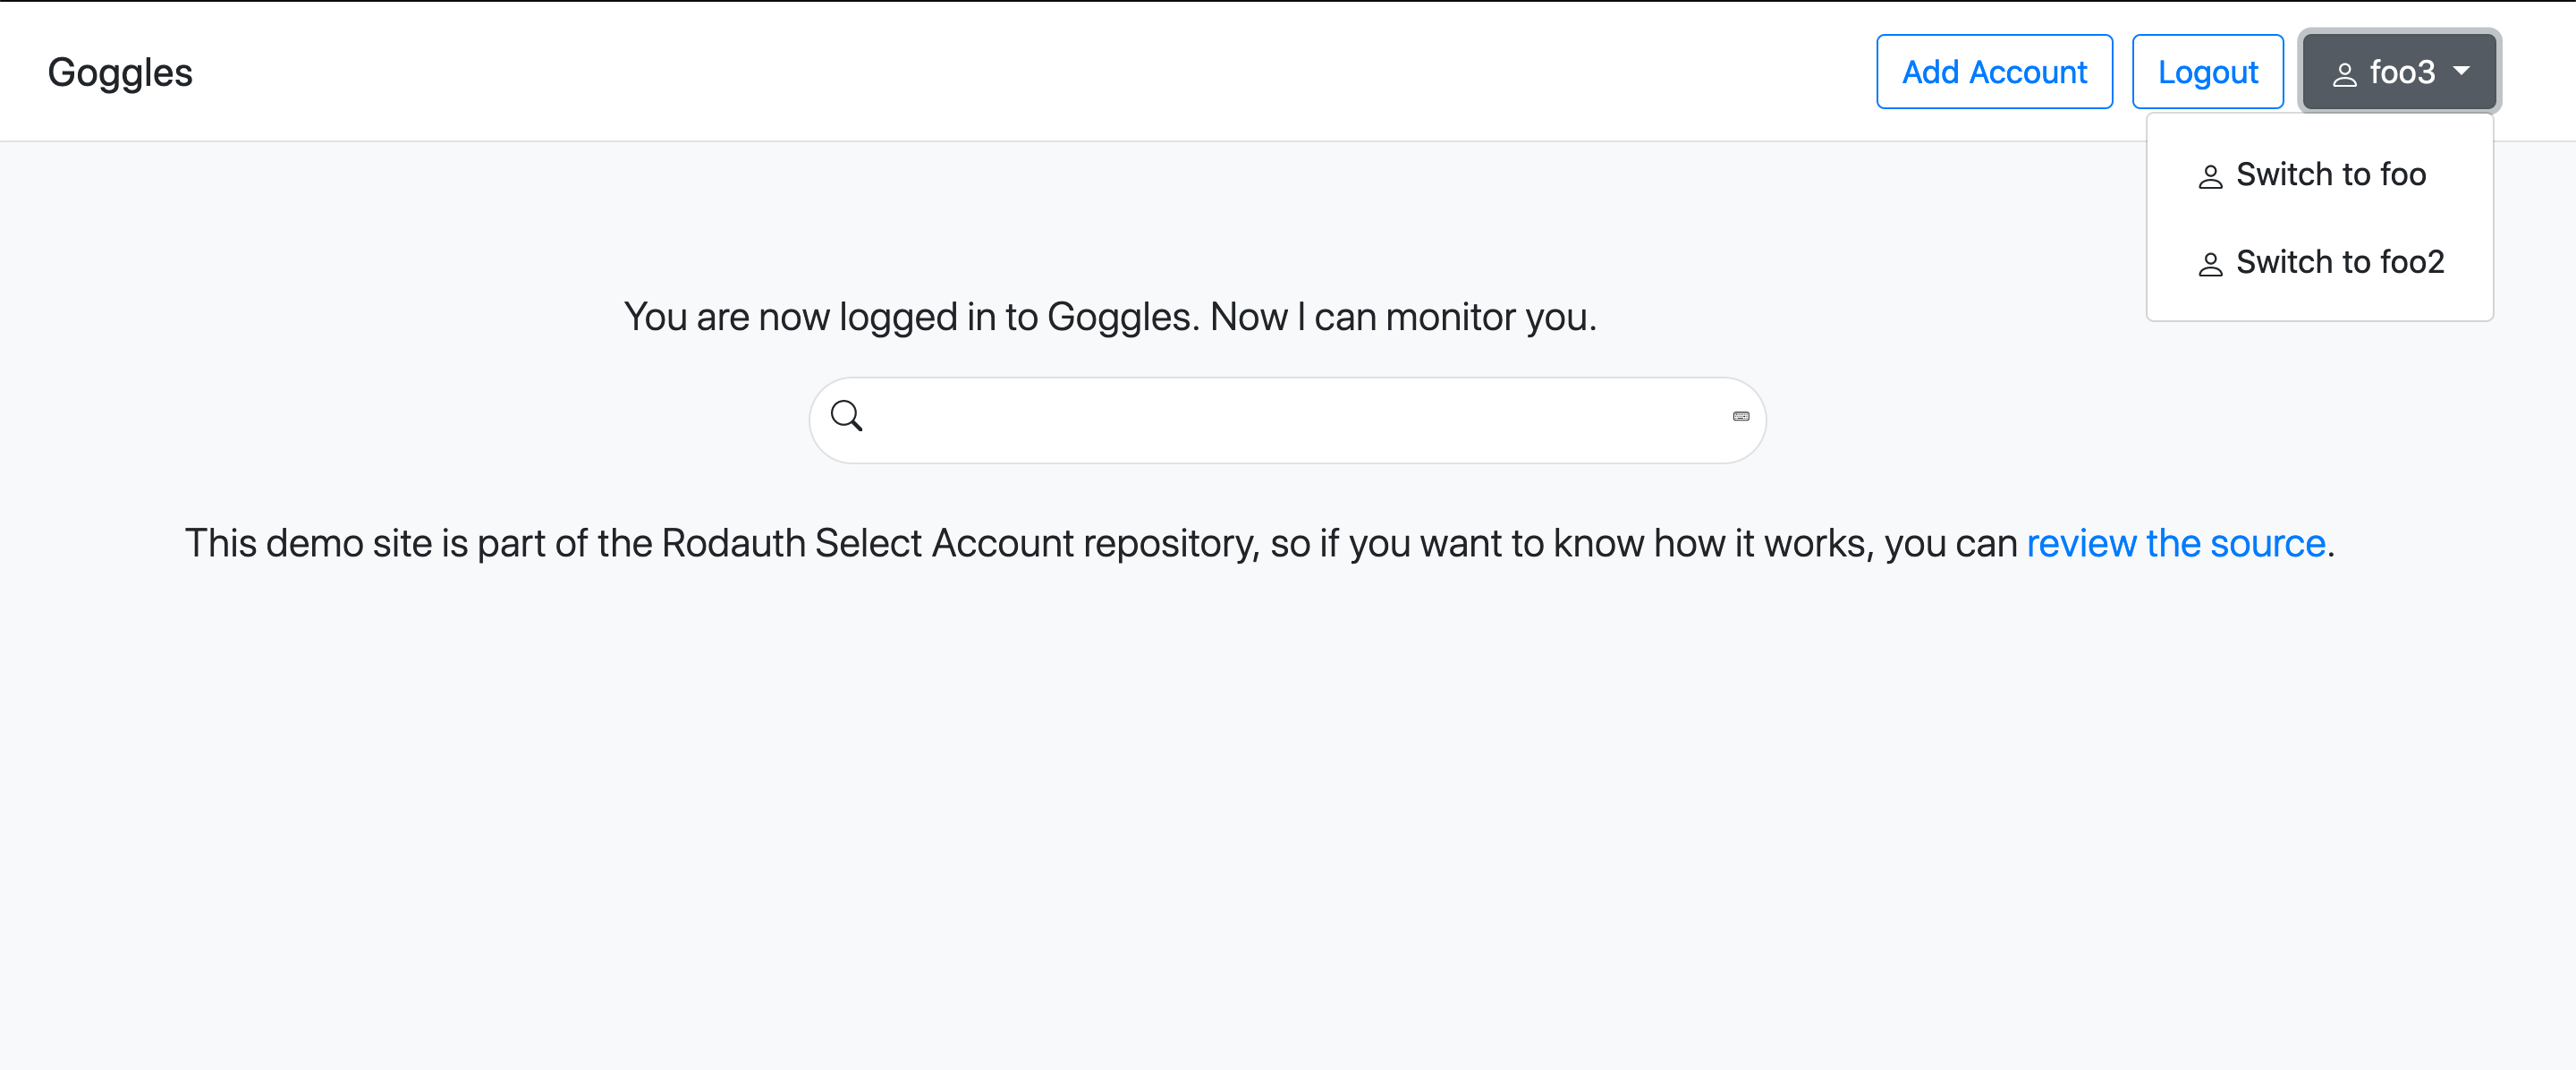 Goggles
Add Account
Logout
foo3
Switch to foo
Switch to foo2
You are now logged in to Goggles. Now I can monitor you.
This demo site is part of the Rodauth Select Account repository, so if you want to know how it works, you can review the source.